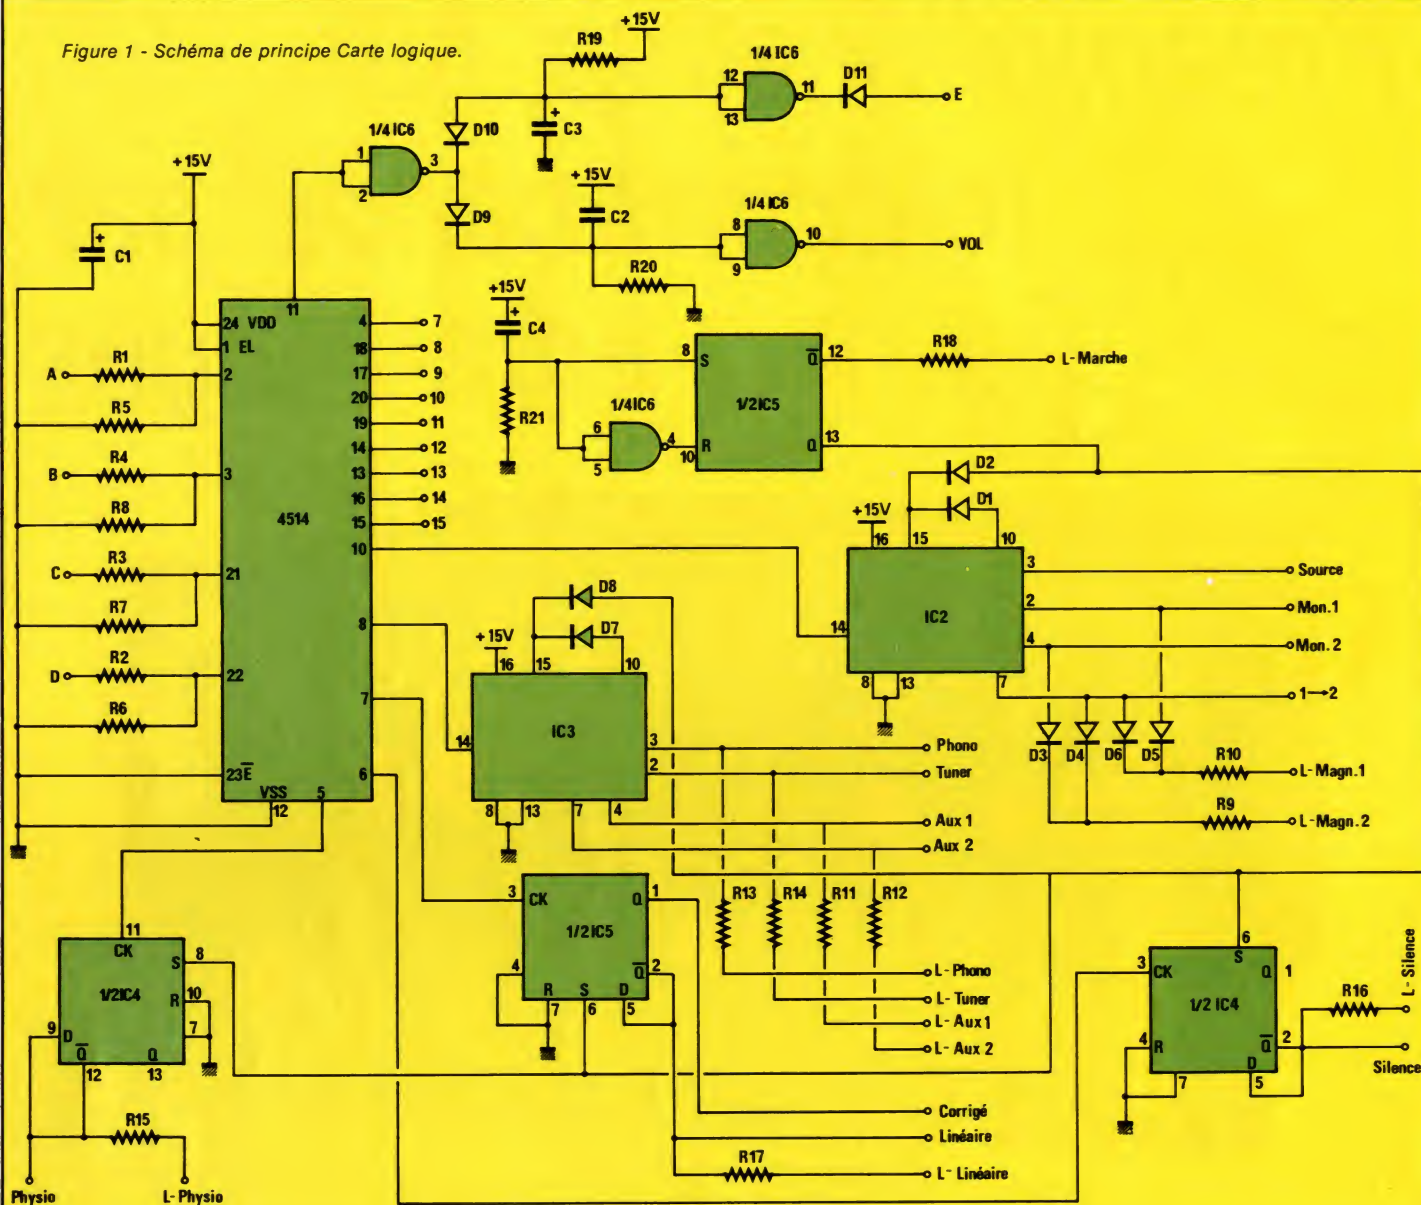 Figure 1 - Schéma de principe Carte logique.
+15V
R19
1/4 IC6
12
13
11
D11
E
D10
C3
1/4 IC6
1
2
3
+15V
D9
+15V
C2
1/4 IC6
8
9
10
VOL
C1
R20
+15V
C4
11
24 VDD
1 EL
4
7
18
8
17
9
20
10
19
11
14
12
13
13
16
14
15
15
10
A
R1
2
R5
B
R4
3
R8
4514
C
R3
21
R7
D
R2
22
R6
23 E
VSS
12
5
8
7
6
R21
8
S
Q
12
R18
L-Marche
1/2 IC5
1/4 IC6
6
5
4
10
R
Q
13
D2
D1
+15V
16
15
10
14
IC2
3
Source
2
Mon.1
4
Mon. 2
8
13
7
1→2
D3
D4
D6
D5
R10
L-Magn.1
R9
L-Magn.2
D8
D7
+15V
16
15
10
14
IC3
3
Phono
2
Tuner
8
13
7
4
Aux 1
Aux 2
R13
R14
R11
R12
L-Phono
L-Tuner
L-Aux 1
L-Aux 2
3
CK
Q
1
1/2 IC5
4
Q
2
R
S
D
7
6
5
Corrigé
Linéaire
R17
L-Linéaire
11
CK
S
8
1/2 IC4
R
10
7
9
D
Q
Q
12
13
R15
Physio
L-Physio
6
S
3
CK
Q
1
1/2 IC4
4
R
Q
2
D
7
5
R16
L-Silence
Silence